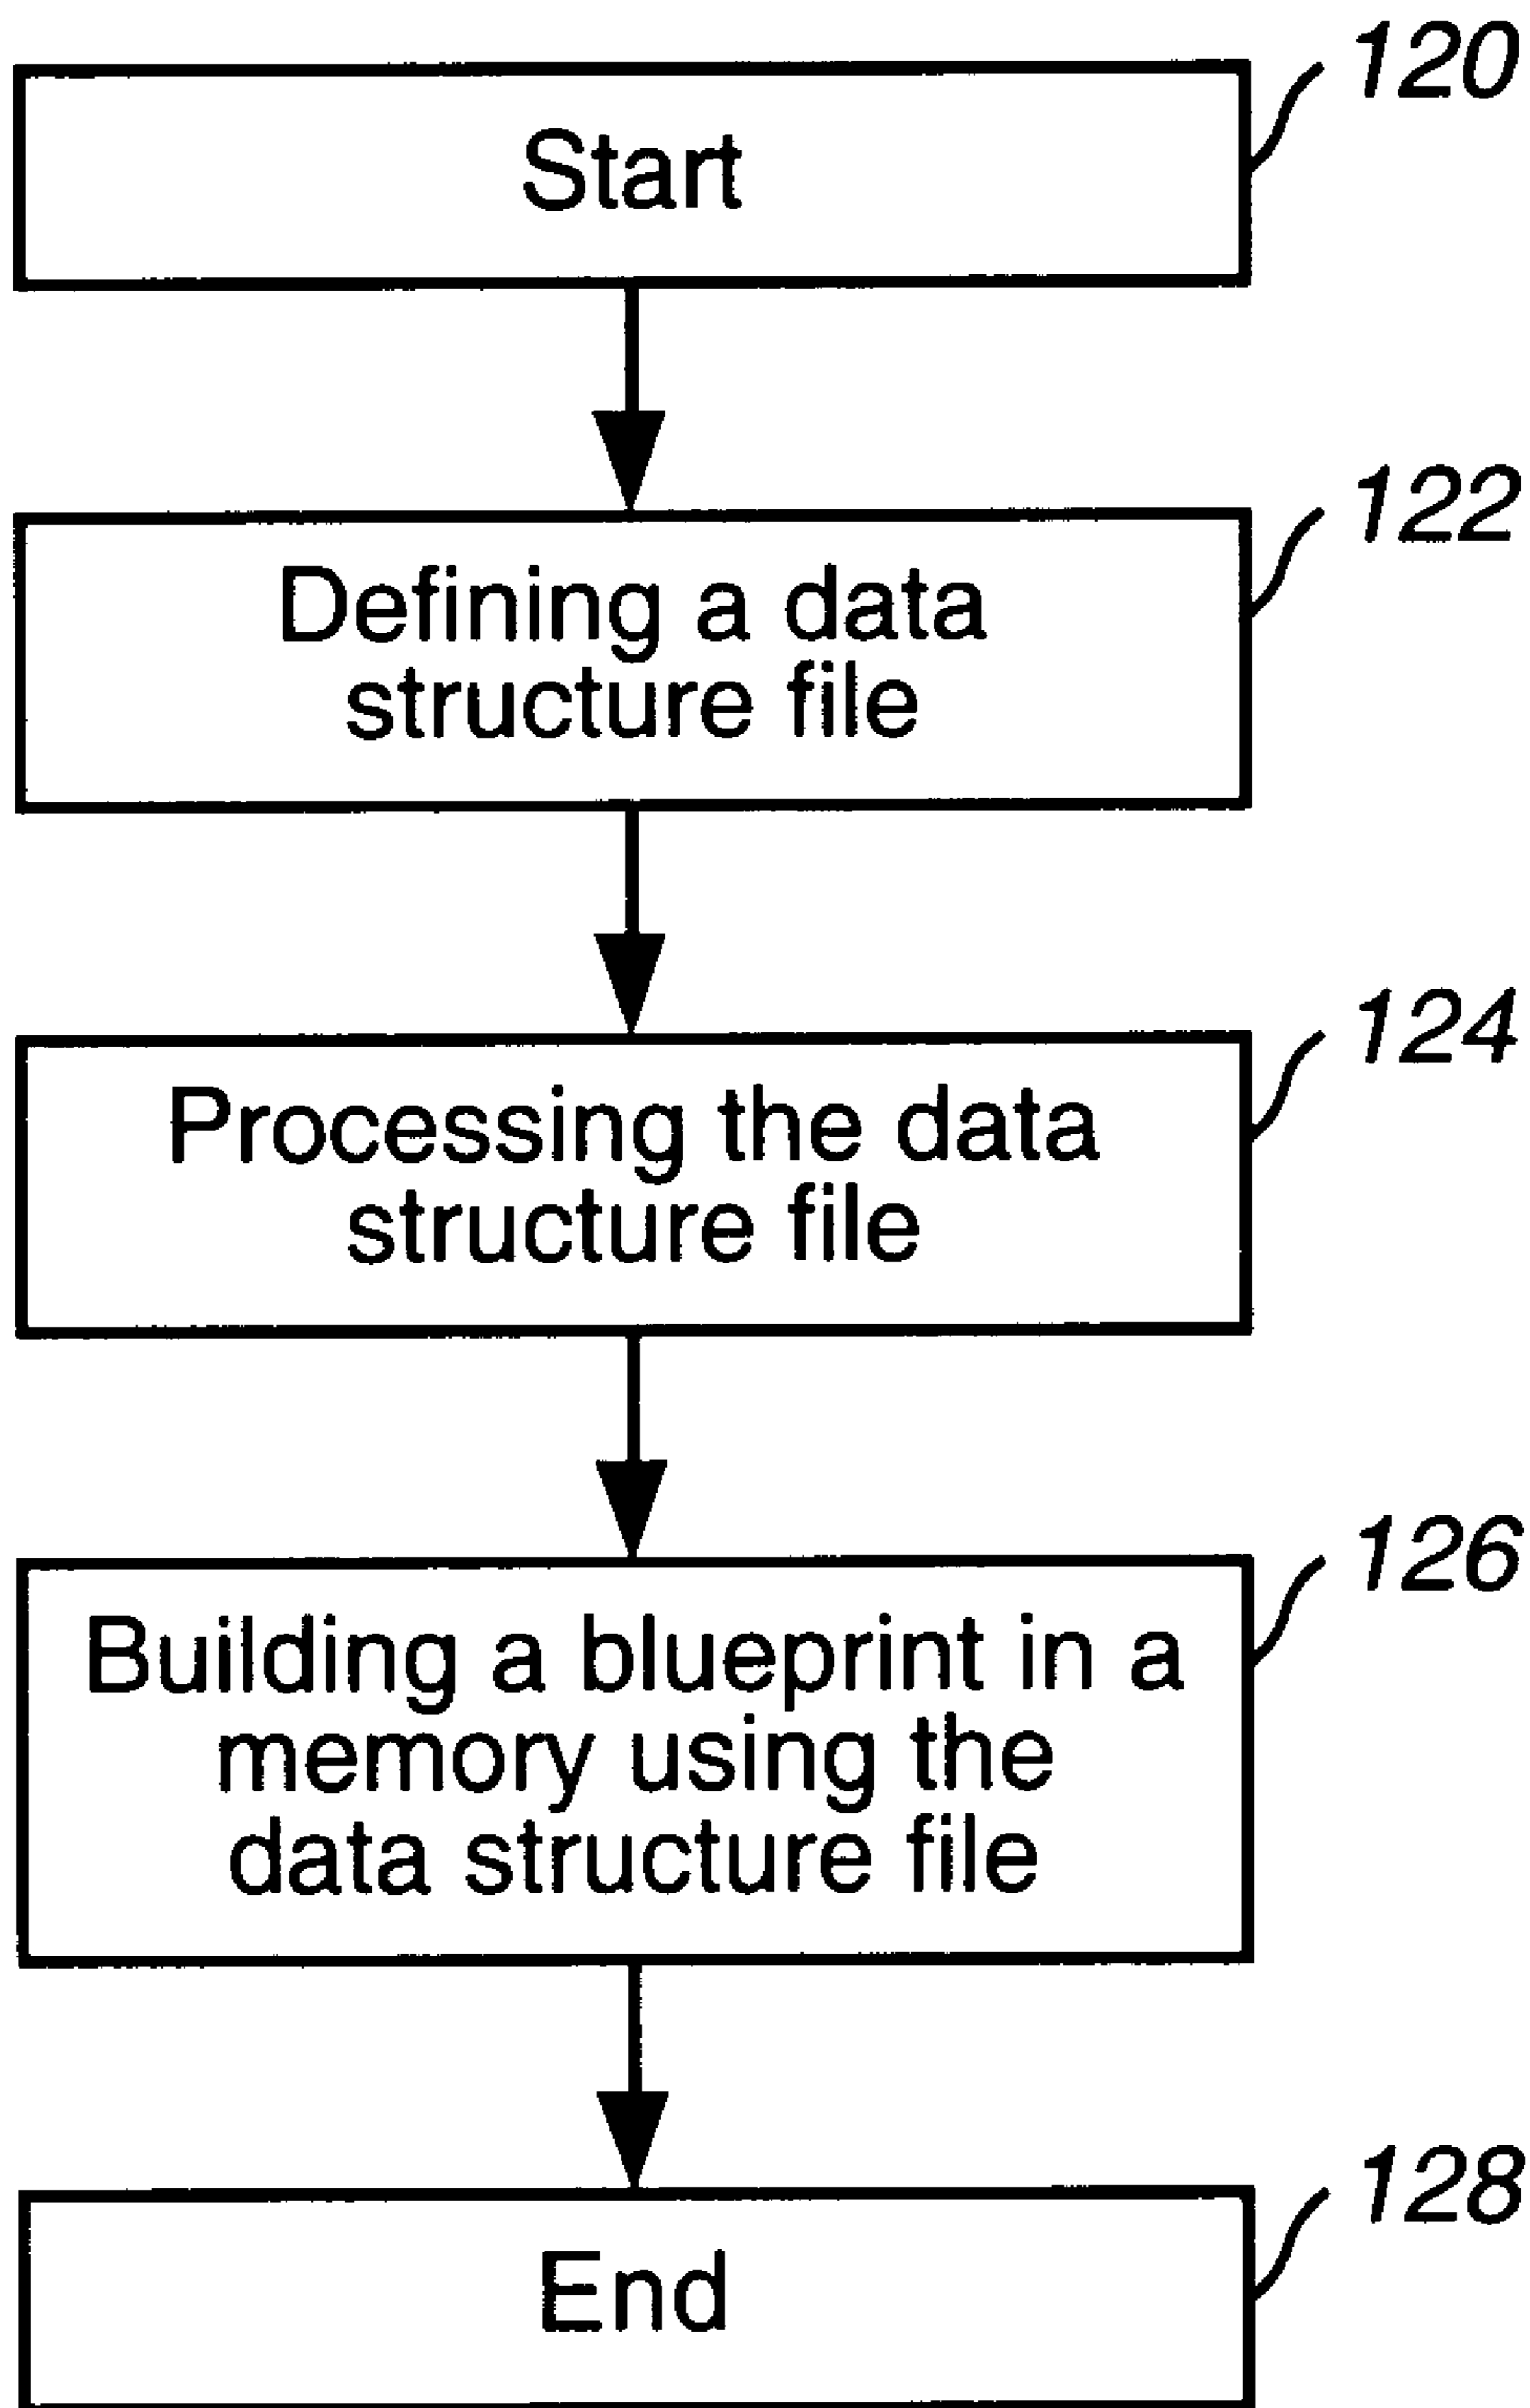 120
Start
122
Defining a data
structure file
124
Processing the data
structure file
126
Building a blueprint in a
memory using the
data structure file
128
End